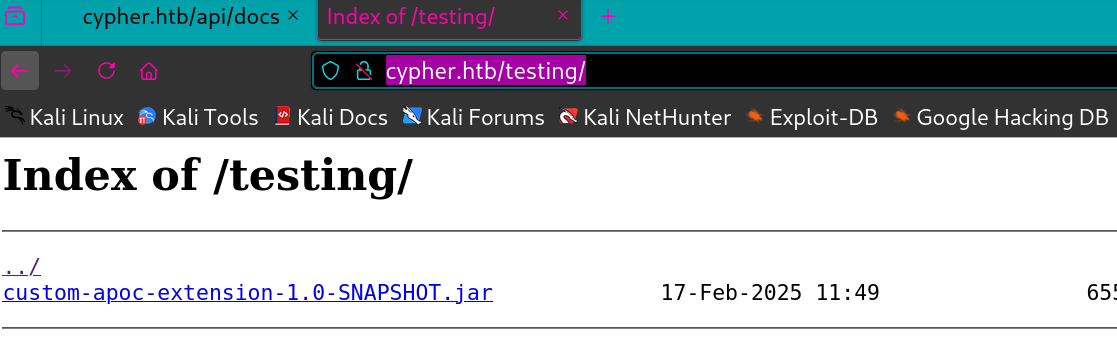 cypher.htb/api/docs × Index of /testing/ × +
cypher.htb/testing/
Kali Linux Kali Tools Kali Docs Kali Forums Kali NetHunter Exploit-DB Google Hacking DB
Index of /testing/
../
custom-apoc-extension-1.0-SNAPSHOT.jar 17-Feb-2025 11:49